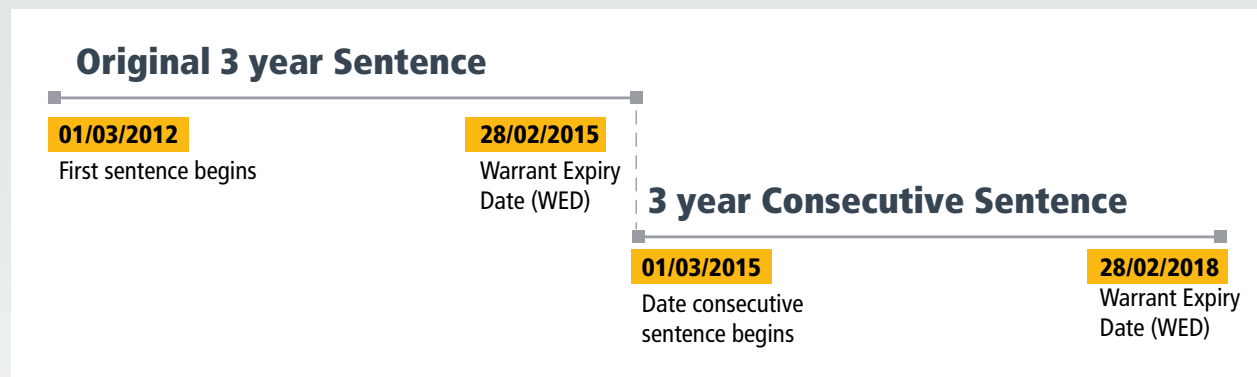 Original 3 year Sentence
01/03/2012
First sentence begins
28/02/2015
Warrant Expiry
Date (WED)
3 year Consecutive Sentence
01/03/2015
Date consecutive
sentence begins
28/02/2018
Warrant Expiry
Date (WED)